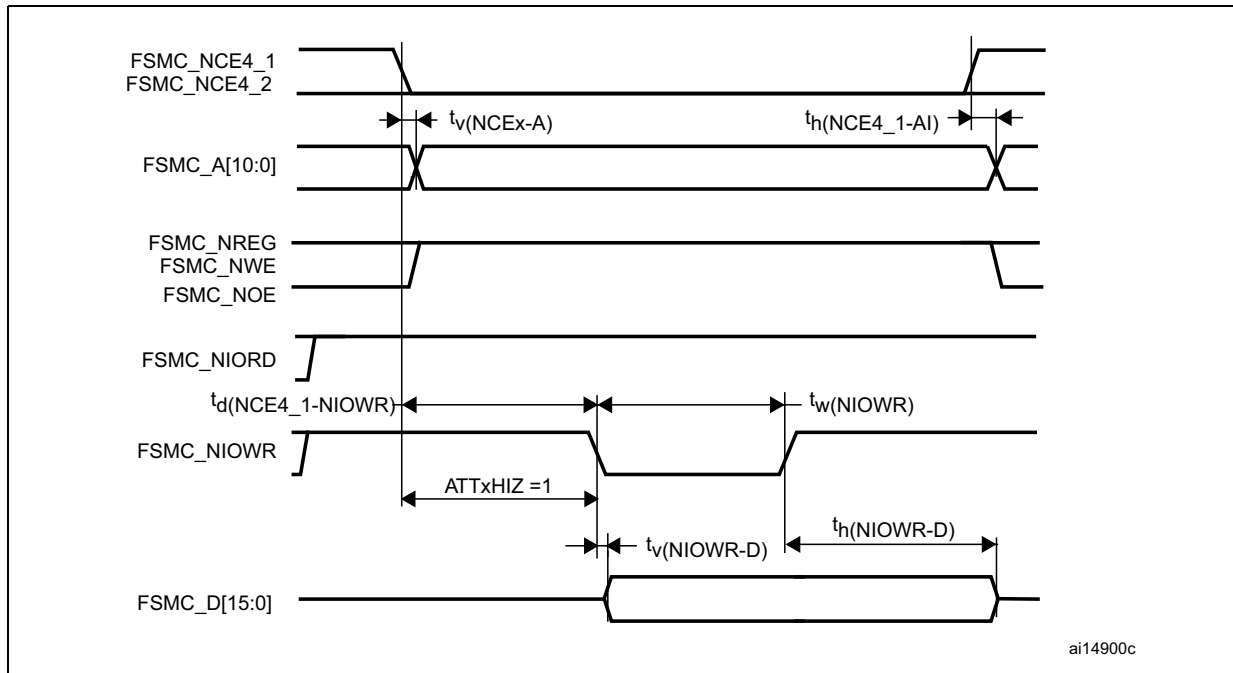 FSMC_NCE4_1
FSMC_NCE4_2
tv(NCEx-A)
th(NCE4_1-AI)
FSMC_A[10:0]
FSMC_NREG
FSMC_NWE
FSMC_NOE
FSMC_NIORD
td(NCE4_1-NIOWR)
tw(NIOWR)
FSMC_NIOWR
ATTxHIZ =1
tv(NIOWR-D)
th(NIOWR-D)
FSMC_D[15:0]
ai14900c